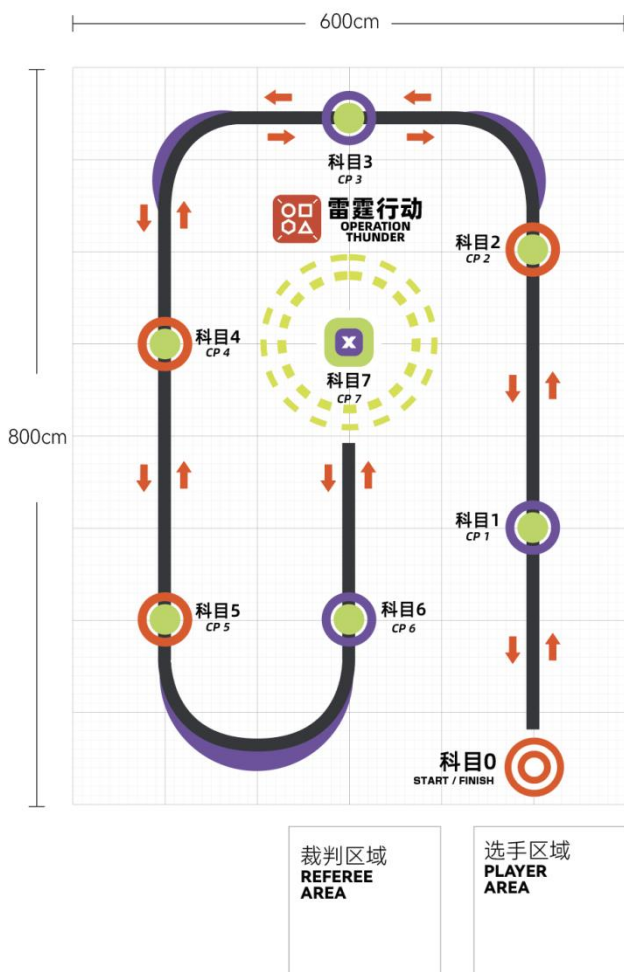 600cm
科目3
CP 3
雷霆行动
OPERATION
THUNDER
科目2
CP 2
科目4
CP 4
X
科目7
CP 7
800cm
科目1
CP 1
科目5
CP 5
科目6
CP 6
科目0
START / FINISH
裁判区域
REFEREE
AREA
选手区域
PLAYER
AREA